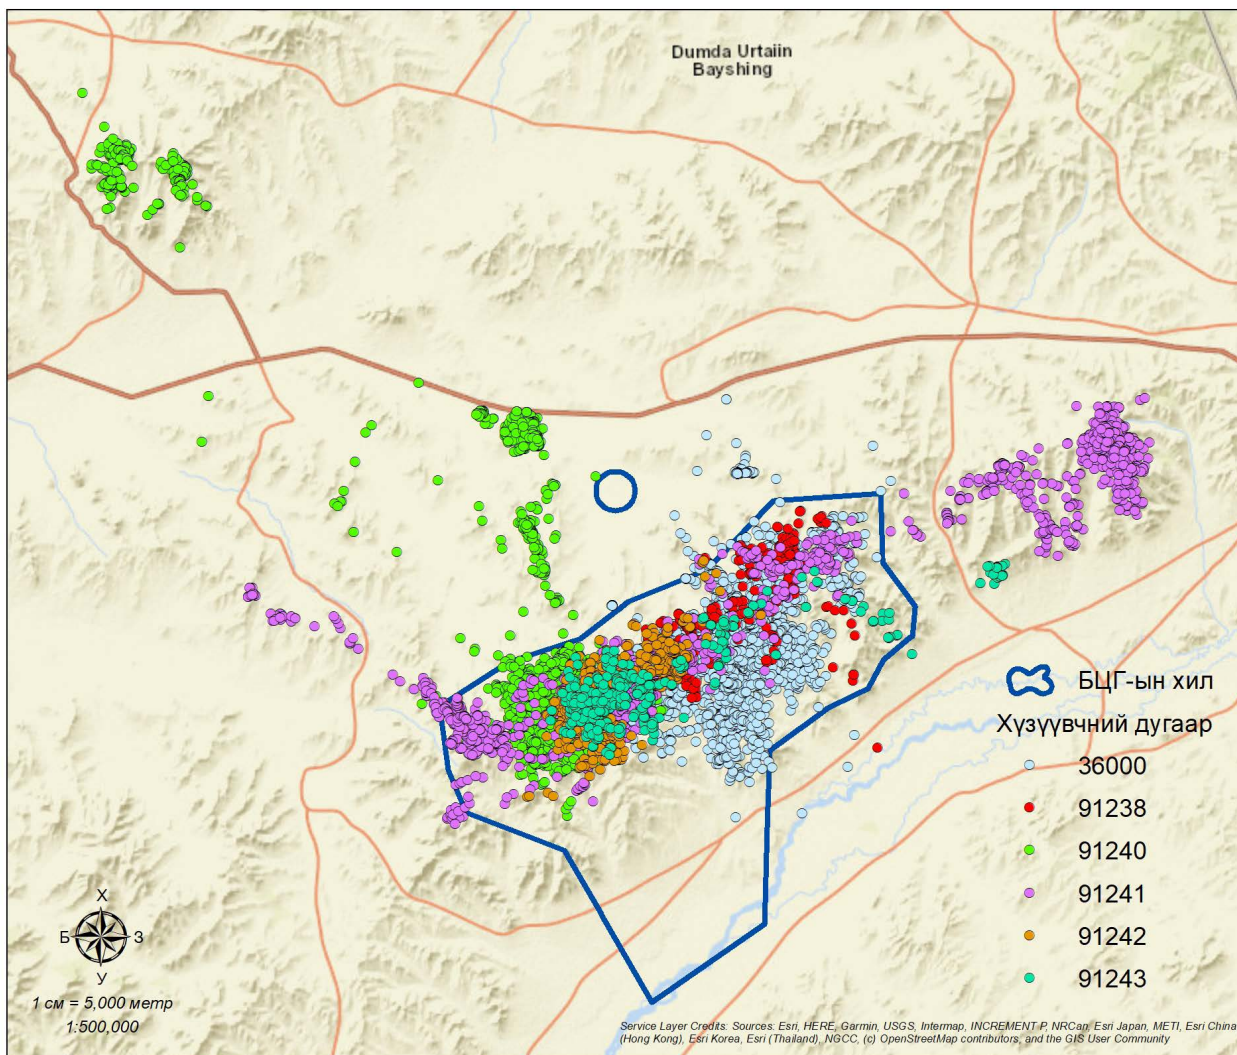 Dumda Urtaiin
Bayshing
БЦГ-ын хил
Хүзүүвчний дугаар
36000
91238
91240
91241
91242
91243
Х
Б
З
У
1 см = 5,000 метр
1:500,000
Service Layer Credits: Sources: Esri, HERE, Garmin, USGS, Intermap, INCREMENT P, NRCan, Esri Japan, METI, Esri China
(Hong Kong), Esri Korea, Esri (Thailand), NGCC, (c) OpenStreetMap contributors, and the GIS User Community